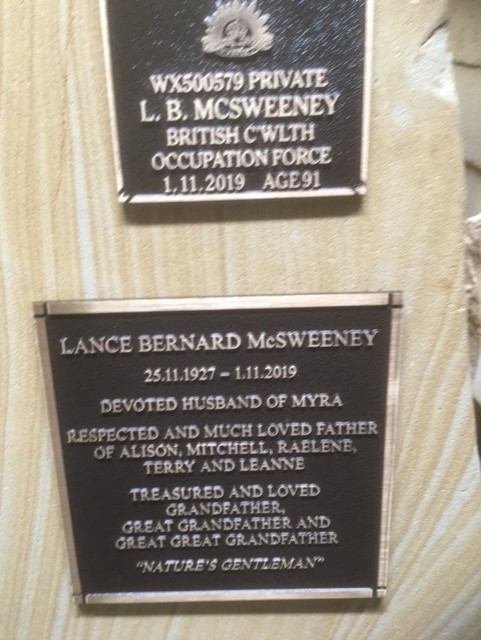 WX500579 PRIVATE
L. B. MCSWEENEY
BRITISH C'WLTH
OCCUPATION FORCE
1.11.2019 AGE 91
LANCE BERNARD McSWEENEY
25.11.1927 – 1.11.2019
DEVOTED HUSBAND OF MYRA
RESPECTED AND MUCH LOVED FATHER
OF ALISON, MITCHELL, RAELENE,
TERRY AND LEANNE
TREASURED AND LOVED
GRANDFATHER,
GREAT GRANDFATHER AND
GREAT GREAT GRANDFATHER
"NATURE'S GENTLEMAN"